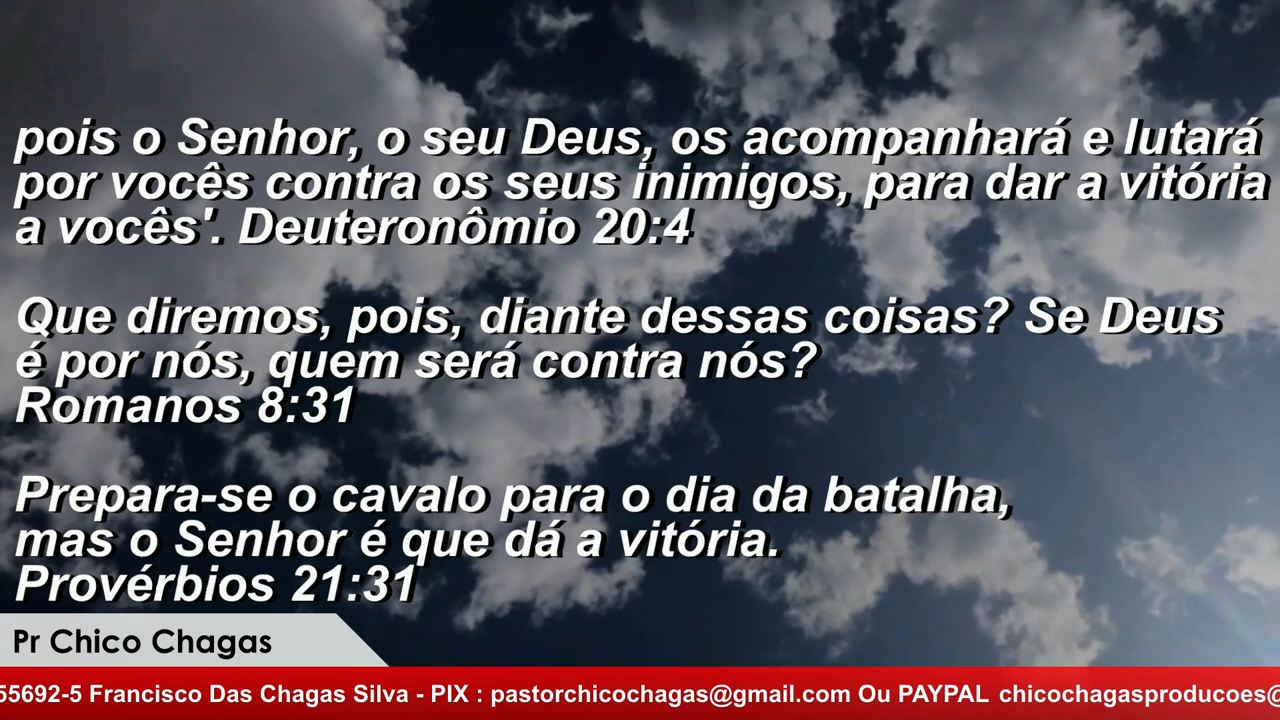 pois o Senhor, o seu Deus, os acompanhará e lutará
por vocês contra os seus inimigos, para dar a vitória
a vocês'. Deuteronômio 20:4
Que diremos, pois, diante dessas coisas? Se Deus
é por nós, quem será contra nós?
Romanos 8:31
Prepara-se o cavalo para o dia da batalha,
mas o Senhor é que dá a vitória.
Provérbios 21:31
Pr Chico Chagas
55692-5 Francisco Das Chagas Silva - PIX : pastorchicochagas@gmail.com Ou PAYPAL chicochagasproducoes@